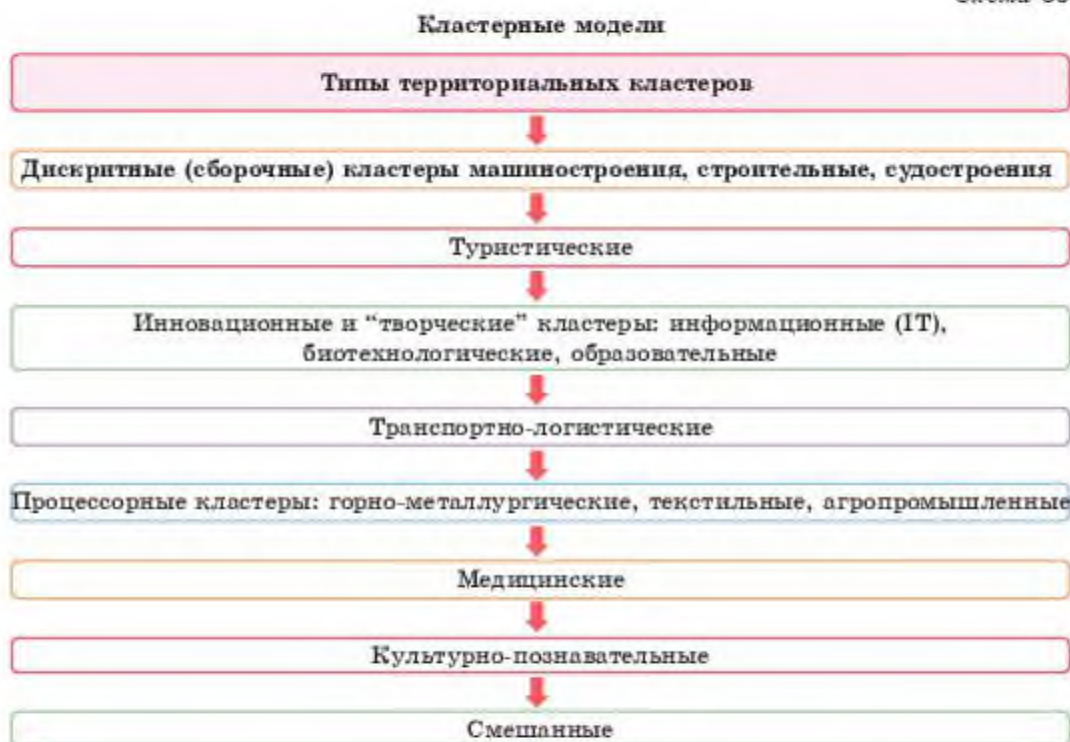 Кластерные модели
Типы территориальных кластеров
Дискритные (сборочные) кластеры машиностроения, строительные, судостроения
Туристические
Инновационные и “творческие” кластеры: информационные (IT),
биотехнологические, образовательные
Транспортно-логистические
Процессорные кластеры: горно-металлургические, текстильные, агропромышленные
Медицинские
Культурно-познавательные
Смешанные